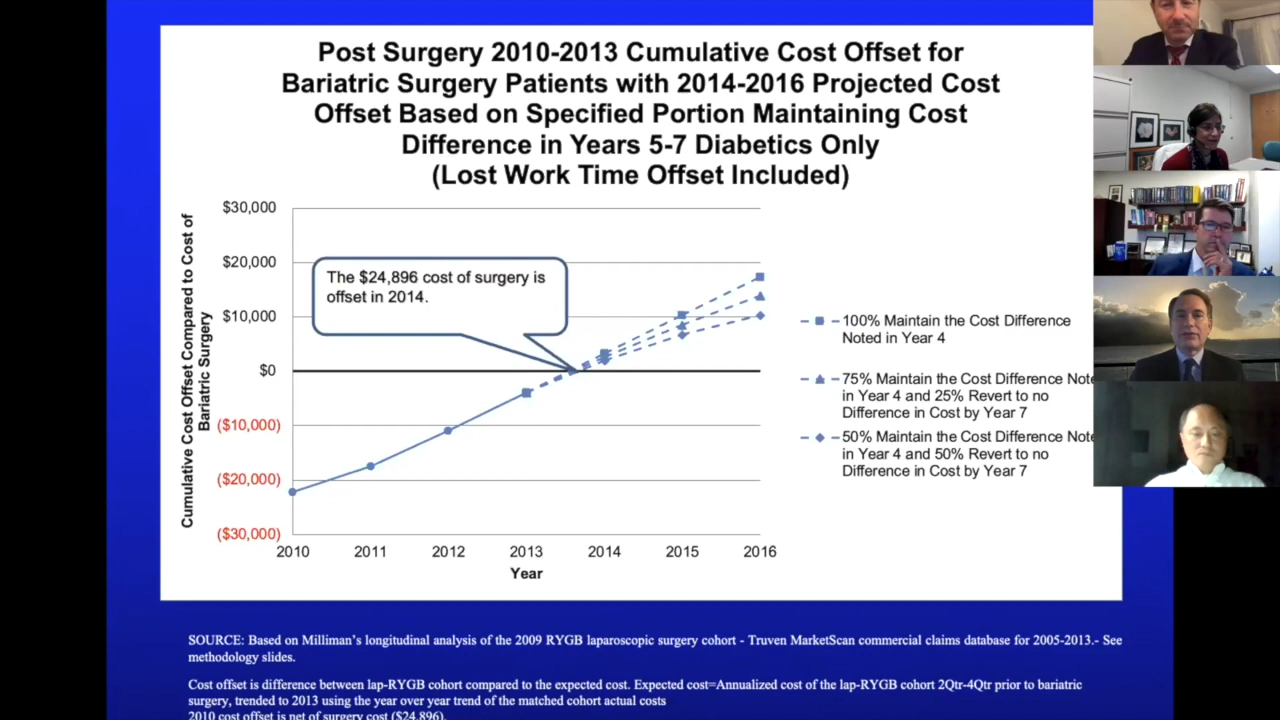 Post Surgery 2010-2013 Cumulative Cost Offset for
Bariatric Surgery Patients with 2014-2016 Projected Cost
Offset Based on Specified Portion Maintaining Cost
Difference in Years 5-7 Diabetics Only
(Lost Work Time Offset Included)
Cumulative Cost Offset Compared to Cost of
Bariatric Surgery
$30,000
$20,000
$10,000
$0
($10,000)
($20,000)
($30,000)
The $24,896 cost of surgery is
offset in 2014.
2010 2011 2012 2013 2014 2015 2016
Year
100% Maintain the Cost Difference
Noted in Year 4
75% Maintain the Cost Difference Note
in Year 4 and 25% Revert to no
Difference in Cost by Year 7
50% Maintain the Cost Difference Note
in Year 4 and 50% Revert to no
Difference in Cost by Year 7
SOURCE: Based on Milliman's longitudinal analysis of the 2009 RYGB laparoscopic surgery cohort - Truven MarketScan commercial claims database for 2005-2013.- See
methodology slides.
Cost offset is difference between lap-RYGB cohort compared to the expected cost. Expected cost=Annualized cost of the lap-RYGB cohort 2Qtr-4Qtr prior to bariatric
surgery, trended to 2013 using the year over year trend of the matched cohort actual costs
2010 cost offset is net of surgery cost ($24,896).